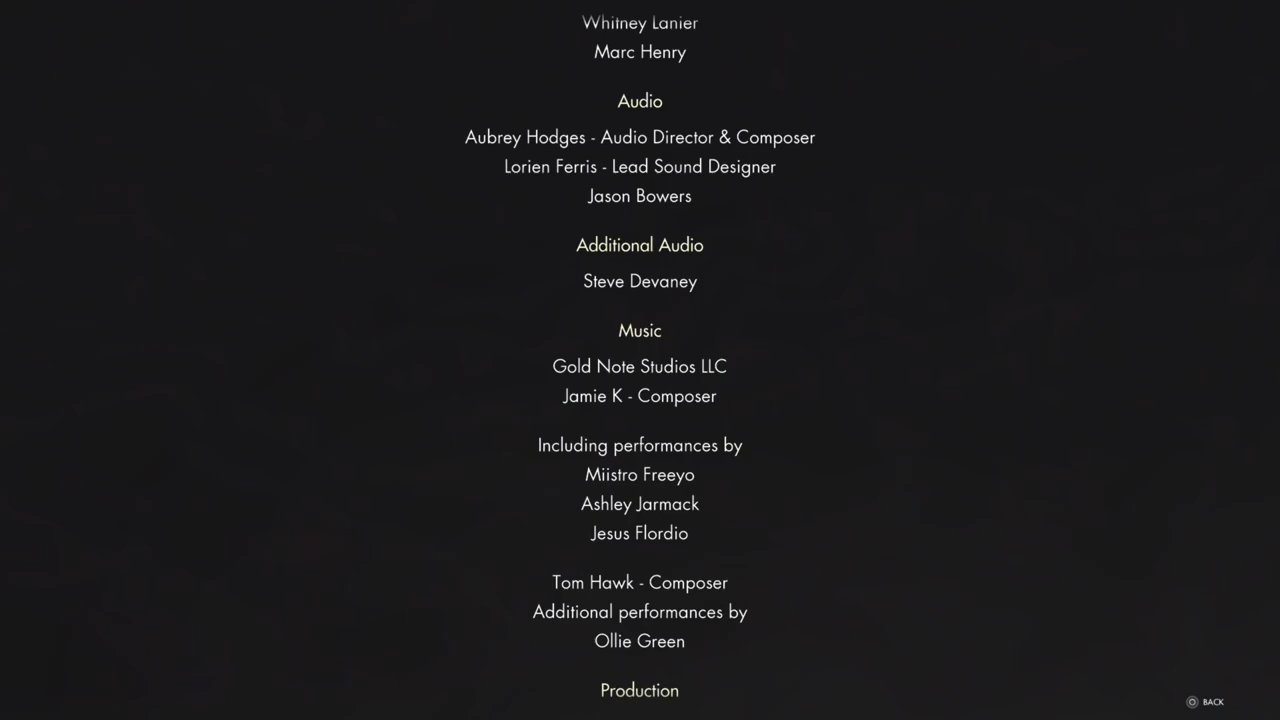 Whitney Lanier
Marc Henry
Audio
Aubrey Hodges - Audio Director & Composer
Lorien Ferris - Lead Sound Designer
Jason Bowers
Additional Audio
Steve Devaney
Music
Gold Note Studios LLC
Jamie K - Composer
Including performances by
Miistro Freeyo
Ashley Jarmack
Jesus Flordio
Tom Hawk - Composer
Additional performances by
Ollie Green
Production
BACK